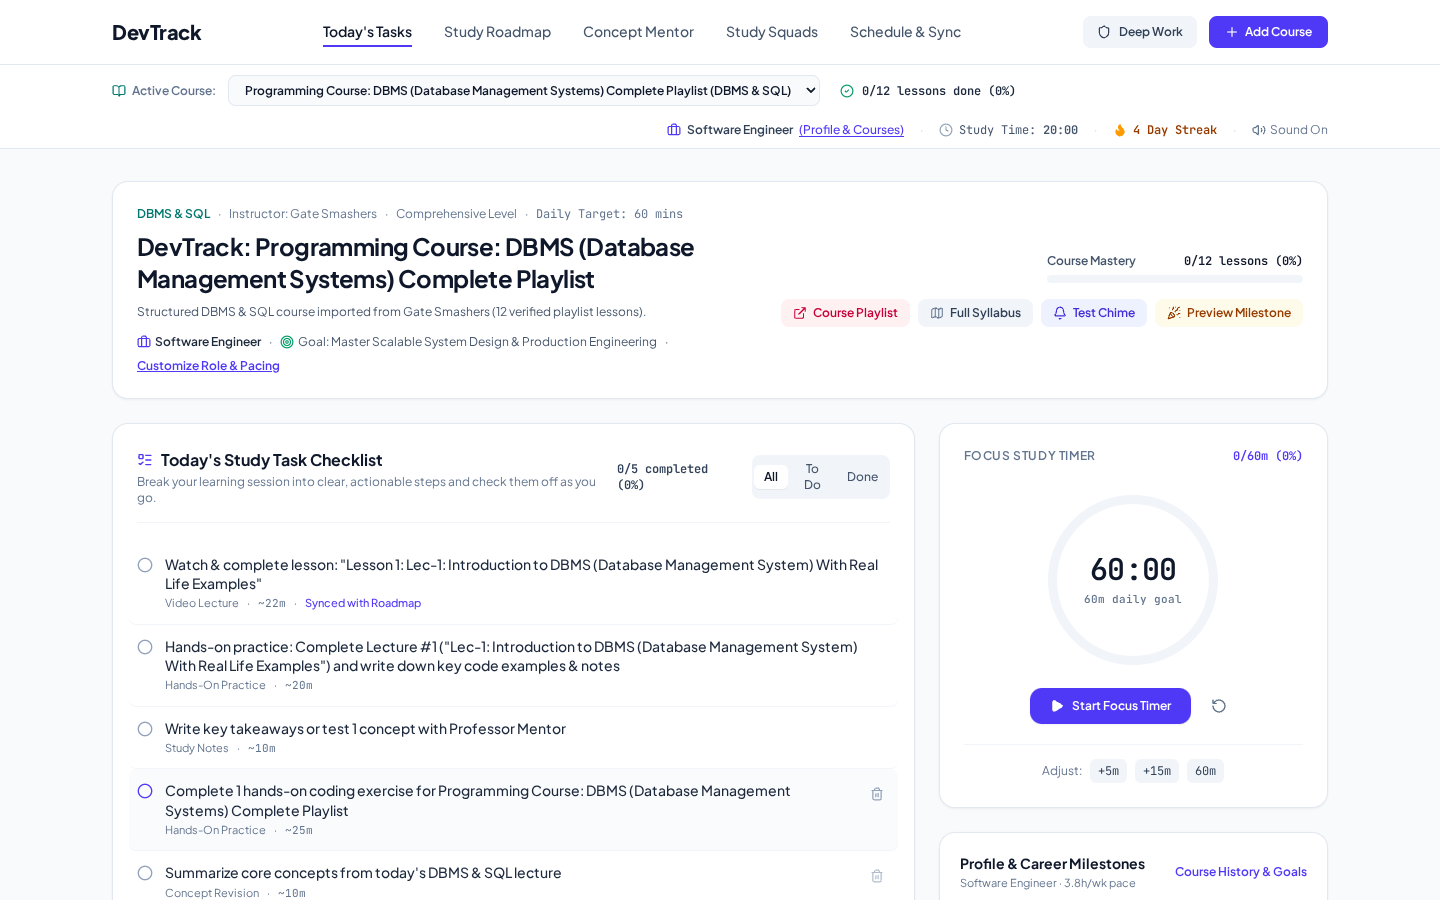 DevTrack
Today's Tasks
Study Roadmap
Concept Mentor
Study Squads
Schedule & Sync
Deep Work
Add Course
Active Course:
Programming Course: DBMS (Database Management Systems) Complete Playlist (DBMS & SQL)
0/12 lessons done (0%)
Software Engineer (Profile & Courses) · Study Time: 20:00 · 4 Day Streak · Sound On
DBMS & SQL · Instructor: Gate Smashers · Comprehensive Level · Daily Target: 60 mins
DevTrack: Programming Course: DBMS (Database
Management Systems) Complete Playlist
Structured DBMS & SQL course imported from Gate Smashers (12 verified playlist lessons).
Software Engineer · Goal: Master Scalable System Design & Production Engineering ·
Customize Role & Pacing
Course Mastery
0/12 lessons (0%)
Course Playlist
Full Syllabus
Test Chime
Preview Milestone
Today's Study Task Checklist
Break your learning session into clear, actionable steps and check them off as you
go.
0/5 completed
(0%)
All
To
Do
Done
Watch & complete lesson: "Lesson 1: Lec-1: Introduction to DBMS (Database Management System) With Real
Life Examples"
Video Lecture · ~22m · Synced with Roadmap
Hands-on practice: Complete Lecture #1 ("Lec-1: Introduction to DBMS (Database Management System)
With Real Life Examples") and write down key code examples & notes
Hands-On Practice · ~20m
Write key takeaways or test 1 concept with Professor Mentor
Study Notes · ~10m
Complete 1 hands-on coding exercise for Programming Course: DBMS (Database Management
Systems) Complete Playlist
Hands-On Practice · ~25m
Summarize core concepts from today's DBMS & SQL lecture
Concept Revision · ~10m
FOCUS STUDY TIMER
0/60m (0%)
60:00
60m daily goal
Start Focus Timer
Adjust:
+5m
+15m
60m
Profile & Career Milestones
Software Engineer · 3.8h/wk pace
Course History & Goals